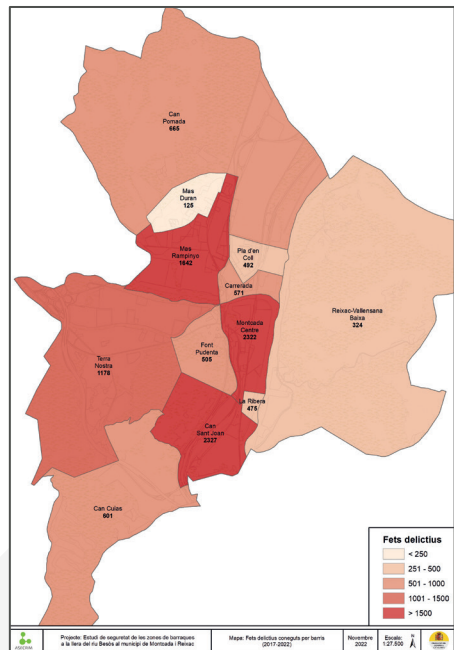 Can
Pomada
665
Mas
Duran
125
Mas
Rampinyo
1642
Pla d'en
Coll
492
Carrerada
571
Reixac-Vallensana
Baixa
324
Montcada
Centre
2322
Font
Pudenta
505
Terra
Nostra
1178
La Ribera
475
Can
Sant Joan
2327
Can Cuias
601
Fets delictius
< 250
251 - 500
501 - 1000
1001 - 1500
> 1500
Projecte: Estudi de seguretat de les zones de barraques
a la llera del riu Besòs al municipi de Montcada i Reixac
Mapa: Fets delictius coneguts per barris
(2017-2022)
Novembre
2022
Escala:
1:27.500
N